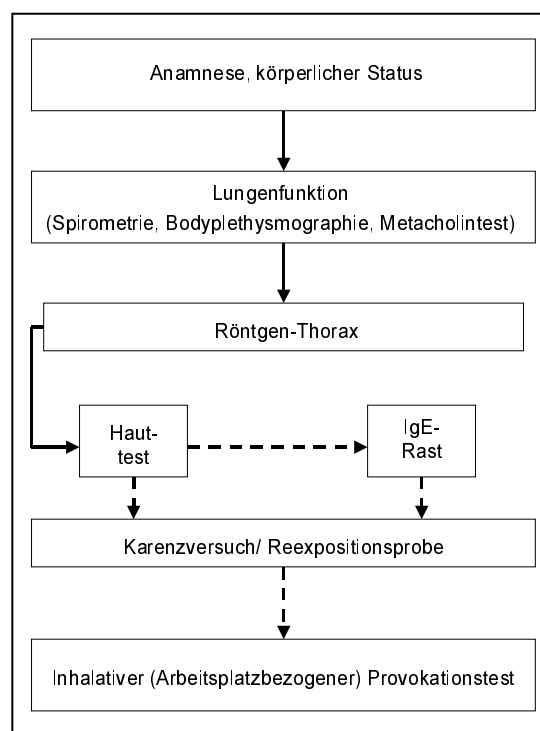 Anamnese, körperlicher Status
Lungenfunktion
(Spirometrie, Bodyplethysmographie, Metacholintest)
Röntgen-Thorax
Haut-
test
IgE-
Rast
Karenzversuch/ Reexpositionsprobe
Inhalativer (Arbeitsplatzbezogener) Provokationstest